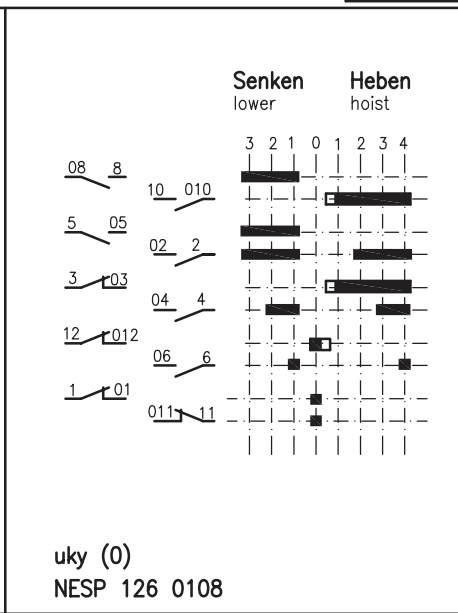 Senken Heben
lower hoist
3 2 1 0 1 2 3 4
08 8
10 010
5 05
02 2
3 03
04 4
12 012
06 6
1 01
011 11
uky (0)
NESP 126 0108